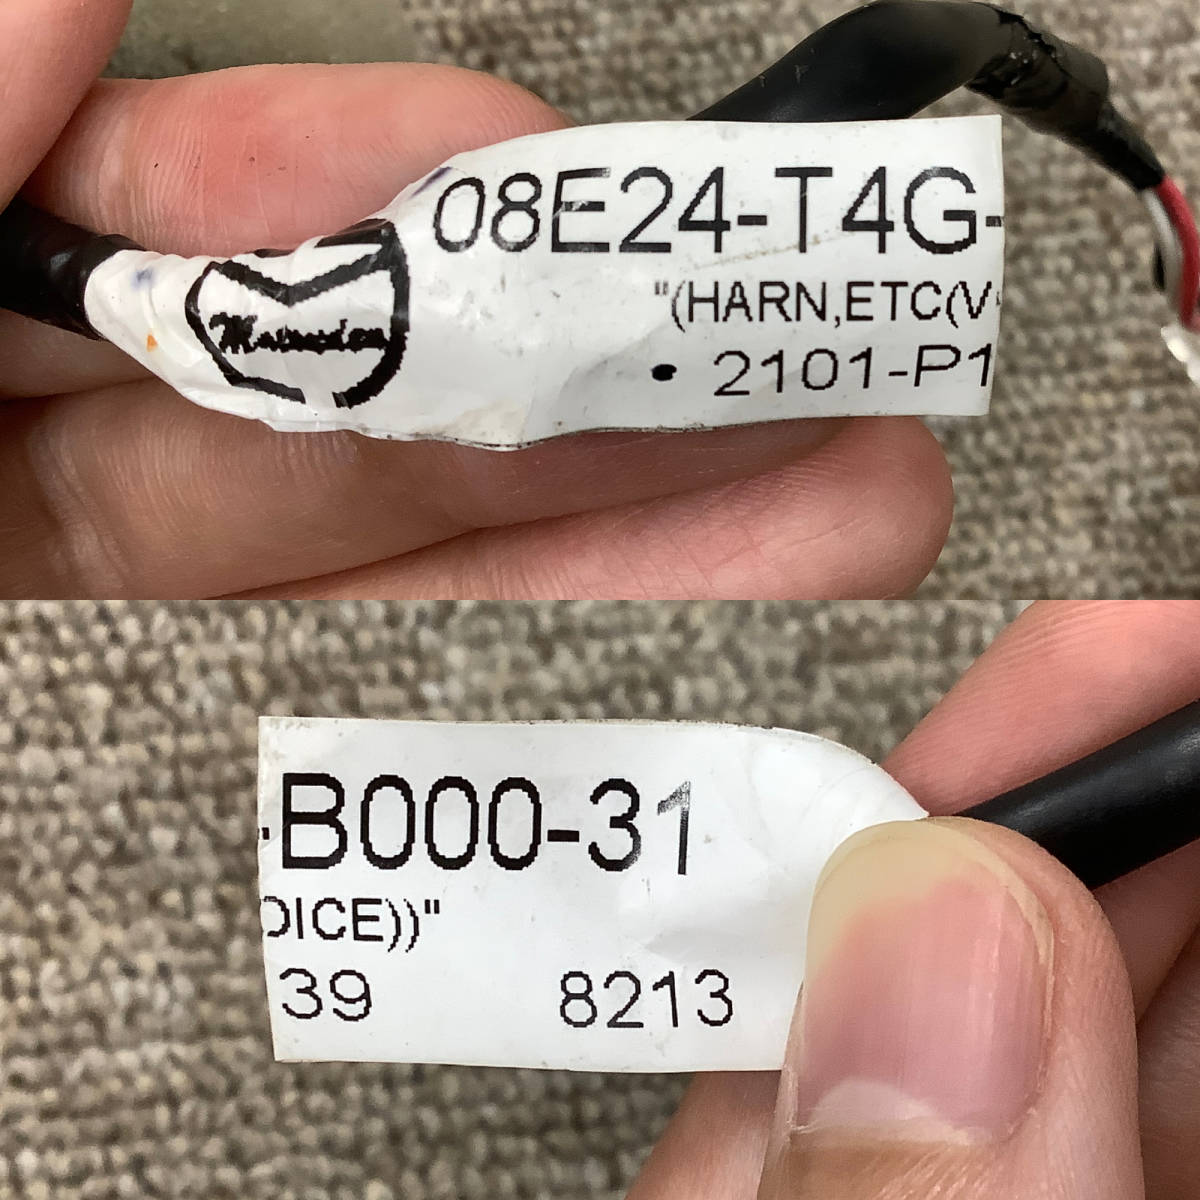 08E24-T4G-
"(HARN,ETC(V
• 2101-P1
-B000-31
OICE))"
39 8213